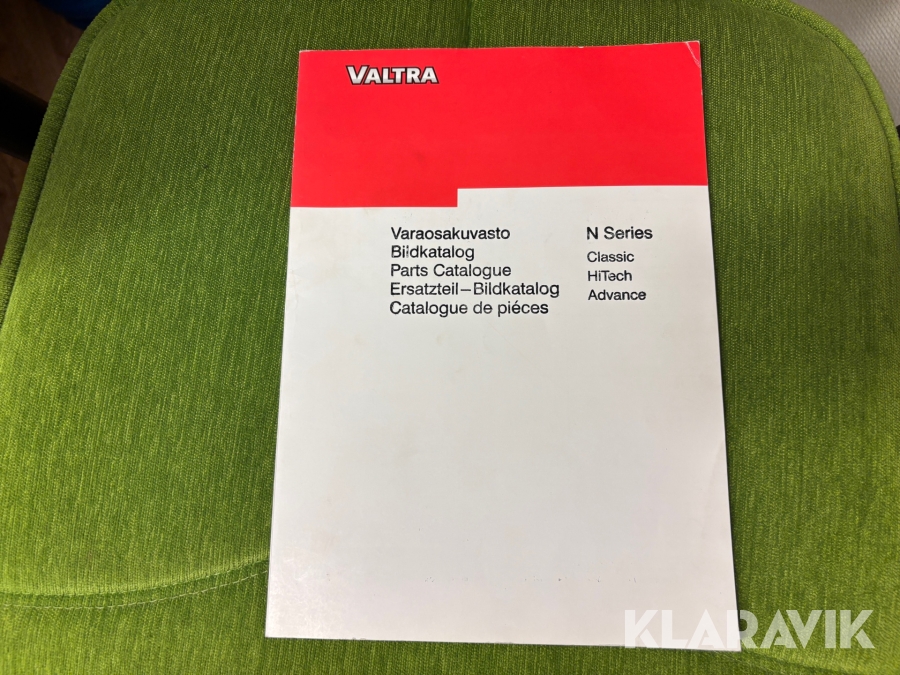 VALTRA
Varaosakuvasto
Bildkatalog
Parts Catalogue
Ersatzteil–Bildkatalog
Catalogue de piéces
N Series
Classic
HiTech
Advance
KLARAVIK